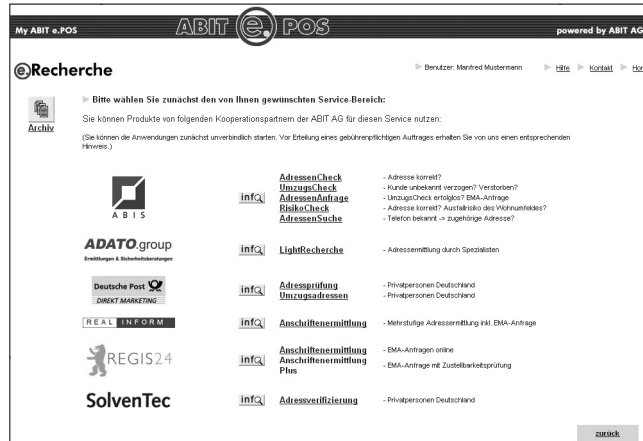 My ABIT e.POS
ABIT e. POS
powered by ABIT AG
e Recherche
Benutzer: Manfred Mustermann
Hilfe
Kontakt
Hor
Archiv
Bitte wählen Sie zunächst den von Ihnen gewünschten Service-Bereich:
Sie können Produkte von folgenden Kooperationspartnern der ABIT AG für diesen Service nutzen:
(Sie können die Anwendungen zunächst unverbindlich starten. Vor Erteilung eines gebührenpflichtigen Auftrages erhalten Sie von uns einen entsprechenden
Hinweis.)
ABIS
info
AdressenCheck - Adresse korrekt?
UmzugsCheck - Kunde unbekannt verzogen? Verstorben?
AdressenAnfrage - UmzugsCheck erfolglos? EMA-Anfrage
RisikoCheck - Adresse korrekt? Ausfallrisiko des Wohnumfeldes?
AdressenSuche - Telefon bekannt -> zugehörige Adresse?
ADATO.group
Ermittlungen & Sicherheitsberatungen
info
LightRecherche - Adressermittlung durch Spezialisten
Deutsche Post
DIREKT MARKETING
info
Adressprüfung - Privatpersonen Deutschland
Umzugsadressen - Privatpersonen Deutschland
REAL INFORM
info
Anschriftenermittlung - Mehrstufige Adressermittlung inkl. EMA-Anfrage
REGIS24
info
Anschriftenermittlung - EMA-Anfragen online
Anschriftenermittlung
Plus - EMA-Anfrage mit Zustellbarkeitsprüfung
SolvenTec
info
Adressverifizierung - Privatpersonen Deutschland
zurück